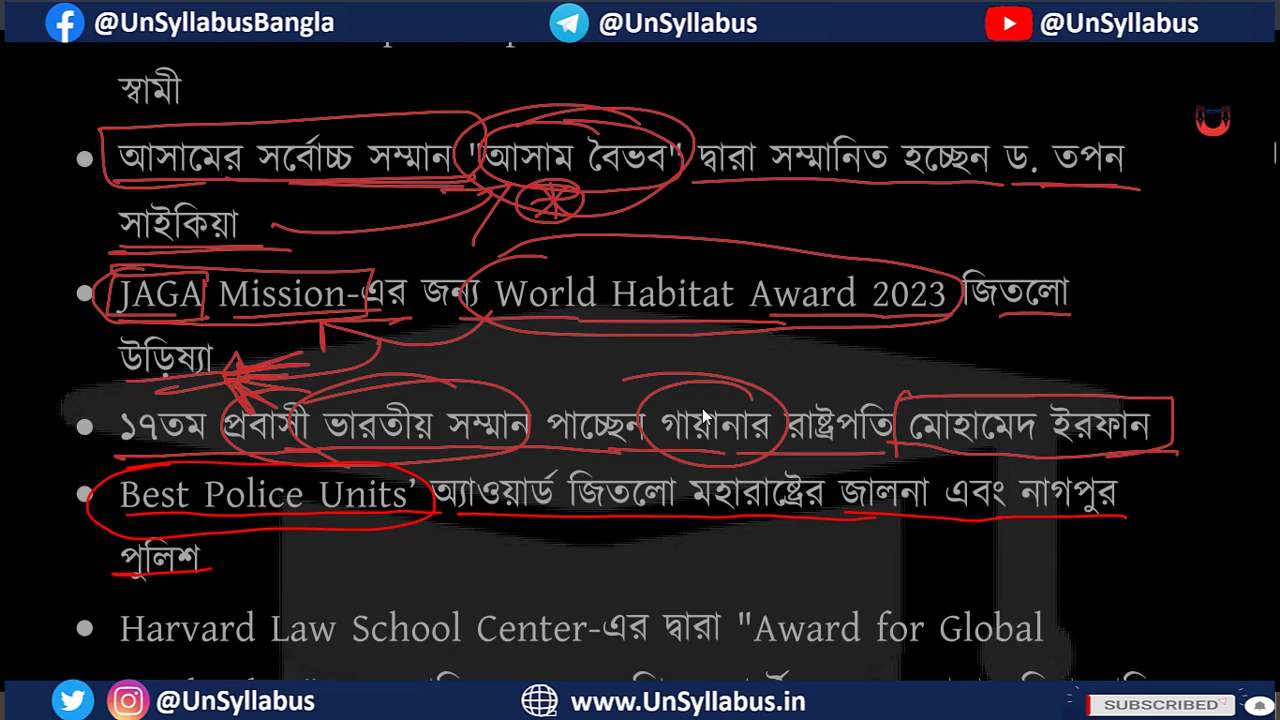 @UnSyllabusBangla @UnSyllabus @UnSyllabus
স্বামী
আসামের সর্বোচ্চ সম্মান "আসাম বৈভব" দ্বারা সম্মানিত হচ্ছেন ড. তপন
সাইকিয়া
JAGA Mission-এর জন্য World Habitat Award 2023 জিতলো
উড়িষ্যা
১৭তম প্রবাসী ভারতীয় সম্মান পাচ্ছেন গায়ানার রাষ্ট্রপতি মোহামেদ ইরফান
Best Police Units’ অ্যাওয়ার্ড জিতলো মহারাষ্ট্রের জালনা এবং নাগপুর
পুলিশ
Harvard Law School Center-এর দ্বারা "Award for Global
@UnSyllabus www.UnSyllabus.in SUBSCRIBED